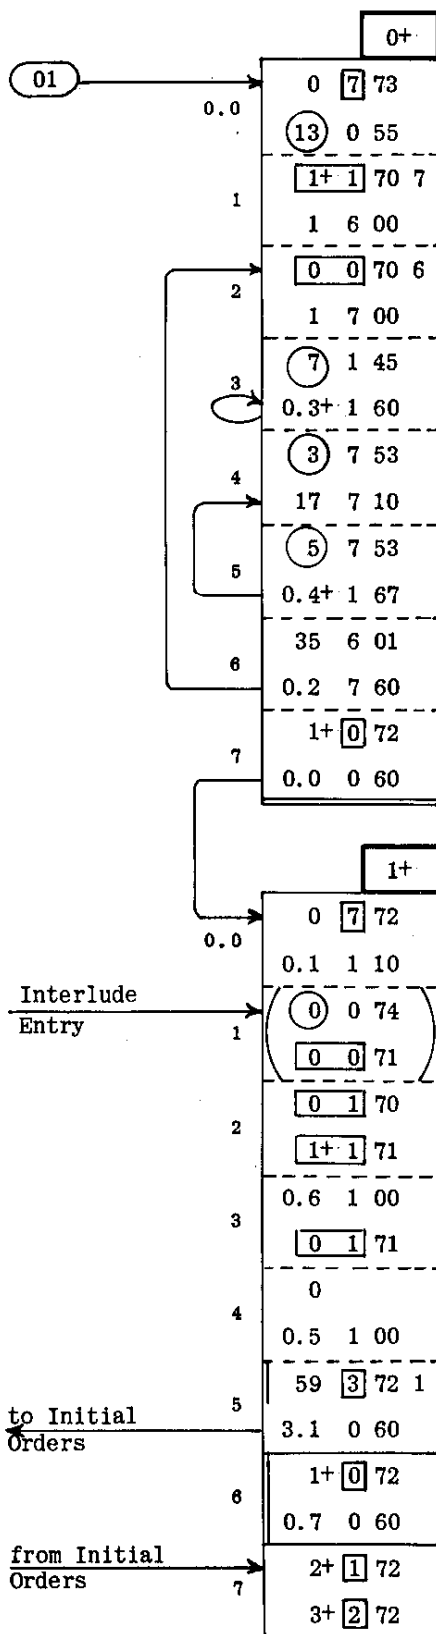 0+
01
0 7 73
0.0
13 0 55
1+ 1 70 7
1
1 6 00
0 0 70 6
2
1 7 00
7 1 45
3
0.3+ 1 60
3 7 53
4
17 7 10
5 7 53
5
0.4+ 1 67
35 6 01
6
0.2 7 60
1+ 0 72
7
0.0 0 60
1+
0 7 72
0.0
0.1 1 10
Interlude
Entry
0 0 74
1
0 0 71
0 1 70
2
1+ 1 71
0.6 1 00
3
0 1 71
0
4
0.5 1 00
59 3 72 1
5
to Initial
Orders
3.1 0 60
1+ 0 72
6
0.7 0 60
from Initial
Orders
2+ 1 72
7
3+ 2 72